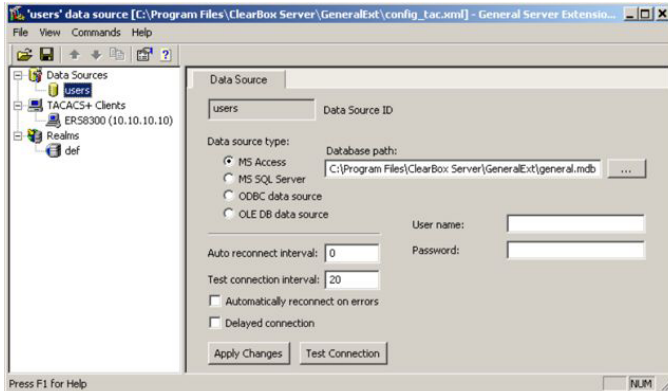 'users' data source [C:\Program Files\ClearBox Server\GeneralExt\config_tac.xml] - General Server Extensio...
File View Commands Help
Data Sources
users
TACACS+ Clients
ERS8300 (10.10.10.10)
Realms
def
Data Source
users Data Source ID
Data source type:
MS Access
MS SQL Server
ODBC data source
OLE DB data source
Database path:
C:\Program Files\ClearBox Server\GeneralExt\general.mdb ...
User name:
Password:
Auto reconnect interval: 0
Test connection interval: 20
Automatically reconnect on errors
Delayed connection
Apply Changes Test Connection
Press F1 for Help NUM